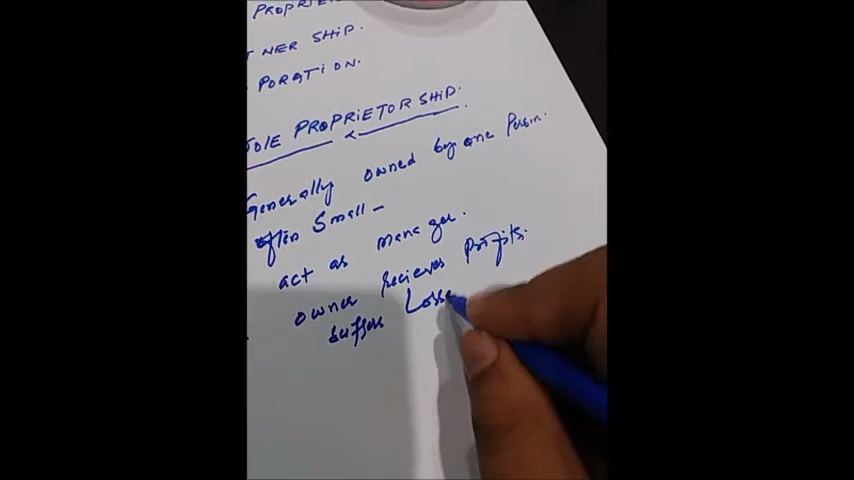 PROPRIE
NER SHIP.
PORATION.
SOLE PROPRIETORSHIP.
Generally owned by one Person.
often Small -
act as manager.
owner recieves Profits.
suffers Losse